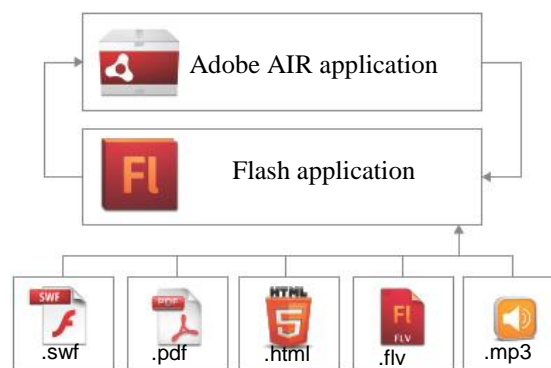 Adobe AIR application
Fl
Flash application
SWF
PDF
HTML
5
Fl
FLV
.swf
.pdf
.html
.flv
.mp3